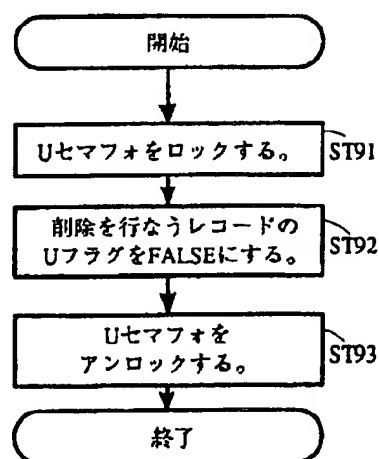 開始
Uセマフォをロックする。 ST91
削除を行なうレコードの
UフラグをFALSEにする。 ST92
Uセマフォを
アンロックする。 ST93
終了